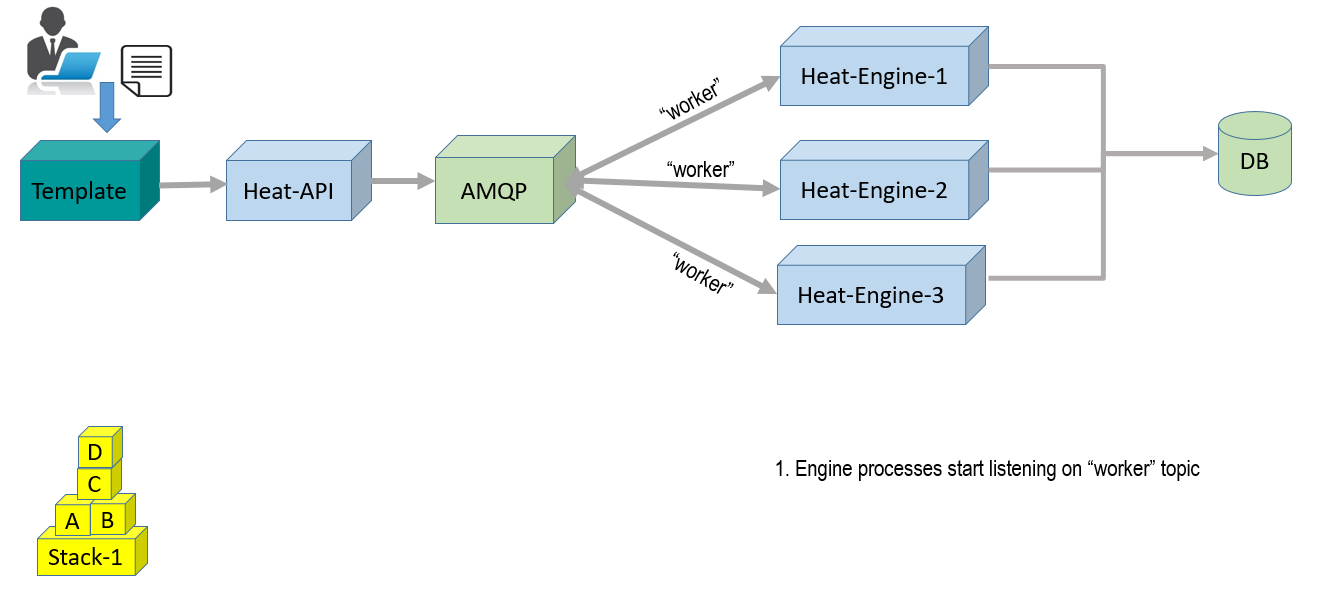 Template
Heat-API
AMQP
“worker”
“worker”
“worker”
Heat-Engine-1
Heat-Engine-2
Heat-Engine-3
DB
D
C
A B
Stack-1
1. Engine processes start listening on “worker” topic